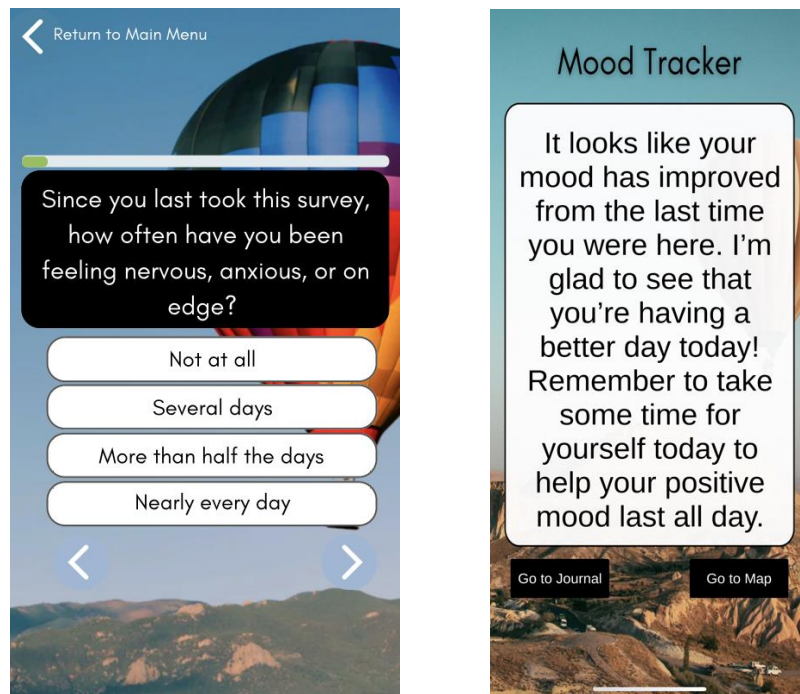 Return to Main Menu
Since you last took this survey,
how often have you been
feeling nervous, anxious, or on
edge?
Not at all
Several days
More than half the days
Nearly every day
Mood Tracker
It looks like your
mood has improved
from the last time
you were here. I’m
glad to see that
you’re having a
better day today!
Remember to take
some time for
yourself today to
help your positive
mood last all day.
Go to Journal
Go to Map